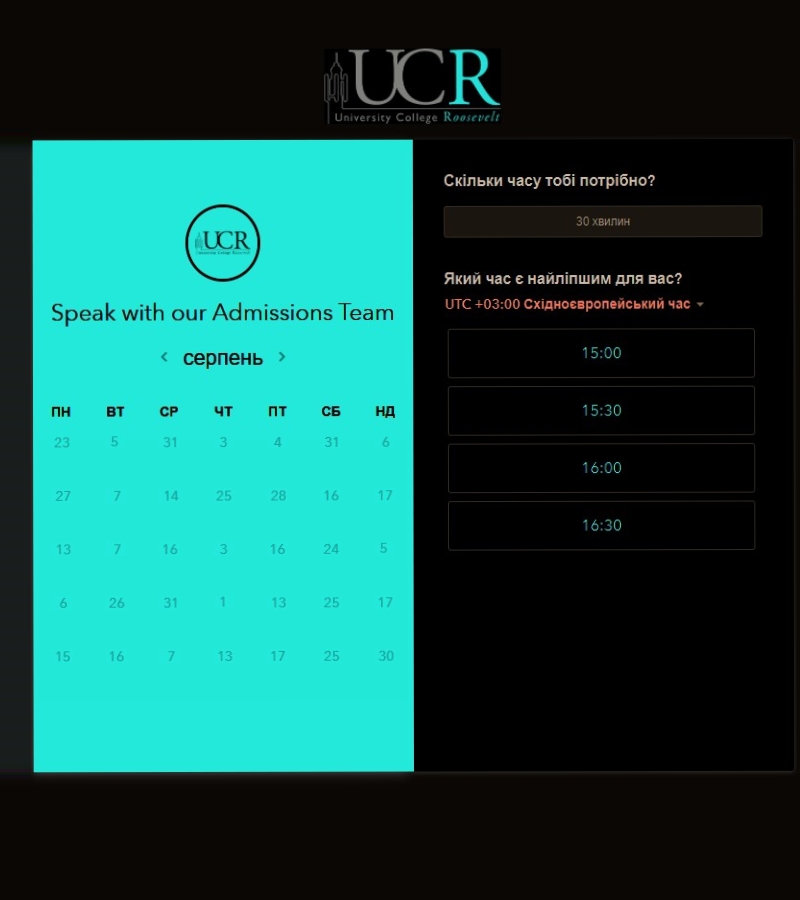 UCR
University College Roosevelt
UCR
University College Roosevelt
Speak with our Admissions Team
серпень
ПН ВТ СР ЧТ ПТ СБ НД
23 5 31 3 4 31 6
27 7 14 25 28 16 17
13 7 16 3 16 24 5
6 26 31 1 13 25 17
15 16 7 13 17 25 30
Скільки часу тобі потрібно?
30 хвилин
Який час є найліпшим для вас?
UTC +03:00 Східноєвропейський час
15:00
15:30
16:00
16:30